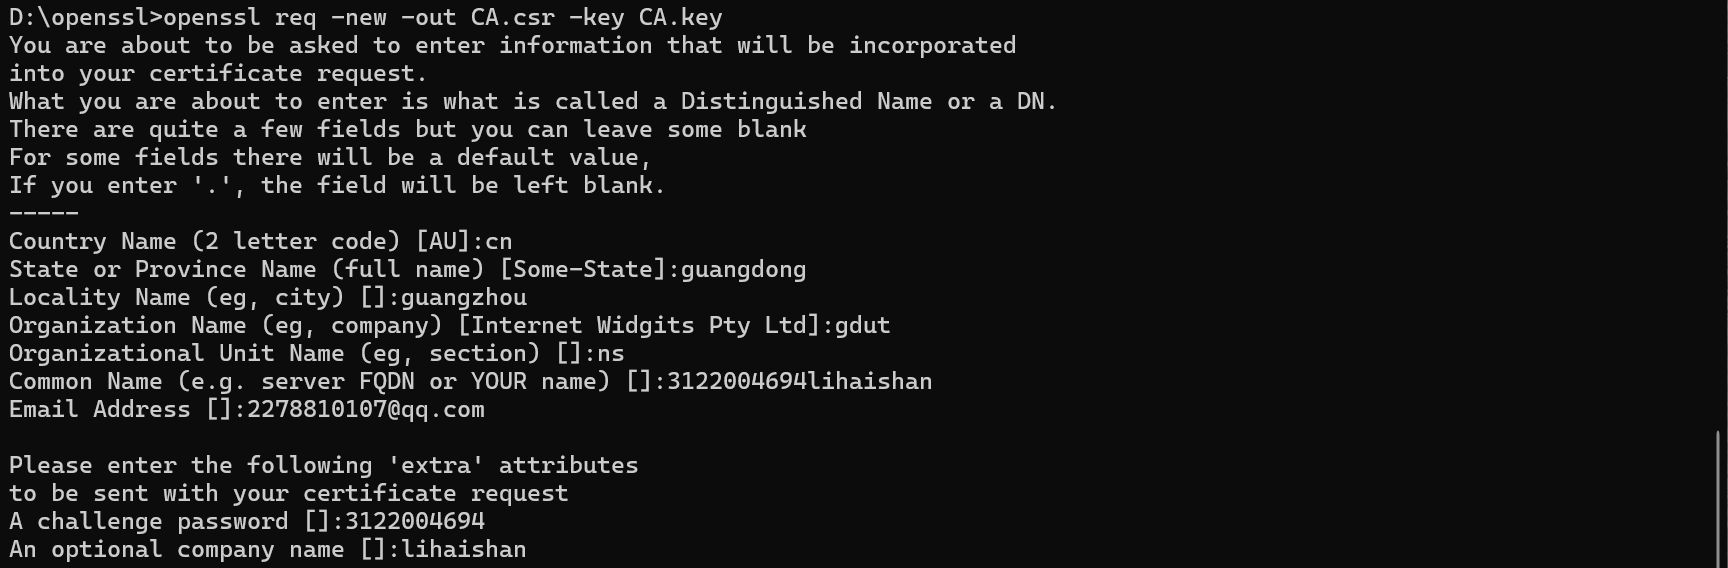 D:\openssl>openssl req -new -out CA.csr -key CA.key
You are about to be asked to enter information that will be incorporated
into your certificate request.
What you are about to enter is what is called a Distinguished Name or a DN.
There are quite a few fields but you can leave some blank
For some fields there will be a default value,
If you enter '.', the field will be left blank.
-----
Country Name (2 letter code) [AU]:cn
State or Province Name (full name) [Some-State]:guangdong
Locality Name (eg, city) []:guangzhou
Organization Name (eg, company) [Internet Widgits Pty Ltd]:gdut
Organizational Unit Name (eg, section) []:ns
Common Name (e.g. server FQDN or YOUR name) []:3122004694lihaishan
Email Address []:2278810107@qq.com

Please enter the following 'extra' attributes
to be sent with your certificate request
A challenge password []:3122004694
An optional company name []:lihaishan